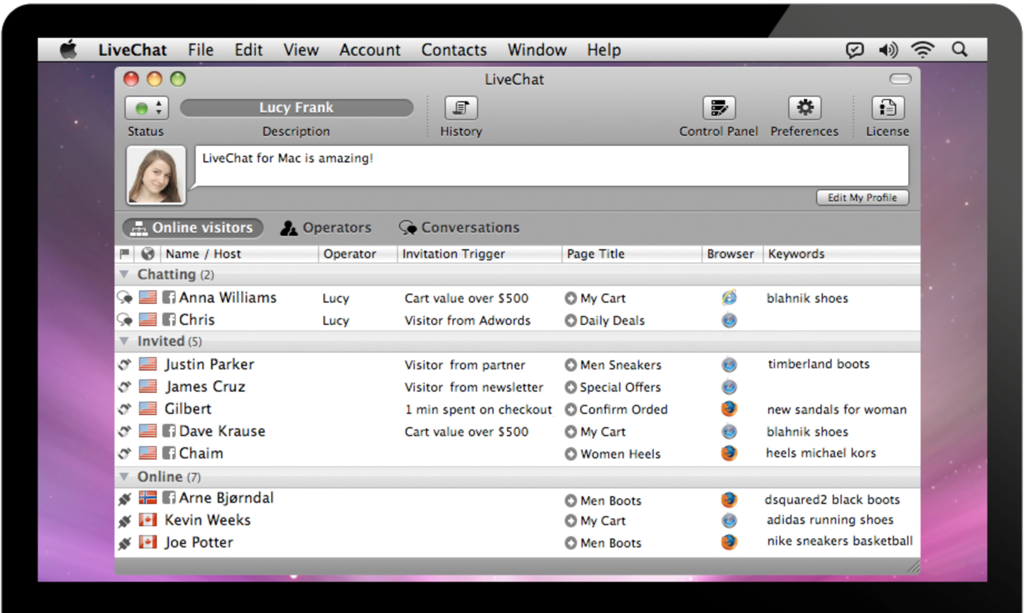 LiveChat File Edit View Account Contacts Window Help
LiveChat
Lucy Frank
Status Description History Control Panel Preferences License
LiveChat for Mac is amazing!
Edit My Profile
Online visitors Operators Conversations
Name / Host Operator Invitation Trigger Page Title Browser Keywords
Chatting (2)
Anna Williams Lucy Cart value over $500 My Cart blahnik shoes
Chris Lucy Visitor from Adwords Daily Deals
Invited (5)
Justin Parker Visitor from partner Men Sneakers timberland boots
James Cruz Visitor from newsletter Special Offers
Gilbert 1 min spent on checkout Confirm Orded new sandals for woman
Dave Krause Cart value over $500 My Cart blahnik shoes
Chaim Women Heels heels michael kors
Online (7)
Arne Bjørndal Men Boots dsquared2 black boots
Kevin Weeks My Cart adidas running shoes
Joe Potter Men Boots nike sneakers basketball